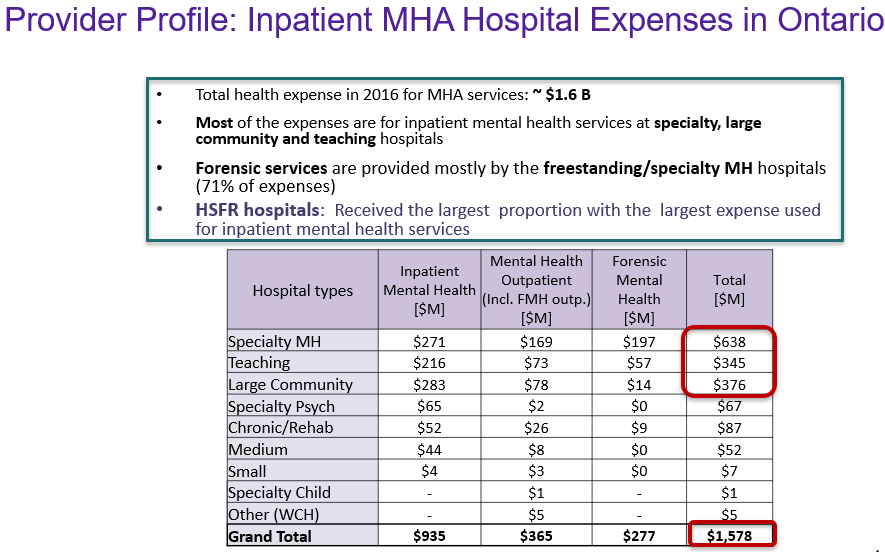 Provider Profile: Inpatient MHA Hospital Expenses in Ontario
• Total health expense in 2016 for MHA services: ~ $1.6 B
• Most of the expenses are for inpatient mental health services at specialty, large
community and teaching hospitals
• Forensic services are provided mostly by the freestanding/specialty MH hospitals
(71% of expenses)
• HSFR hospitals: Received the largest proportion with the largest expense used
for inpatient mental health services
Hospital types | Inpatient Mental Health [$M] | Mental Health Outpatient (Incl. FMH outp.) [$M] | Forensic Mental Health [$M] | Total [$M]
Specialty MH $271 $169 $197 $638
Teaching $216 $73 $57 $345
Large Community $283 $78 $14 $376
Specialty Psych $65 $2 $0 $67
Chronic/Rehab $52 $26 $9 $87
Medium $44 $8 $0 $52
Small $4 $3 $0 $7
Specialty Child - $1 - $1
Other (WCH) - $5 - $5
Grand Total $935 $365 $277 $1,578